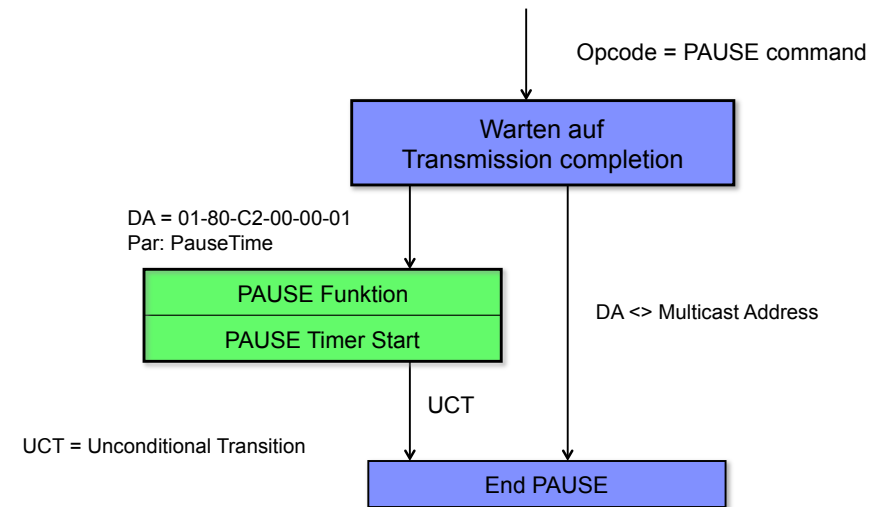 Opcode = PAUSE command
Warten auf
Transmission completion
DA = 01-80-C2-00-00-01
Par: PauseTime
PAUSE Funktion
DA <> Multicast Address
PAUSE Timer Start
UCT
UCT = Unconditional Transition
End PAUSE